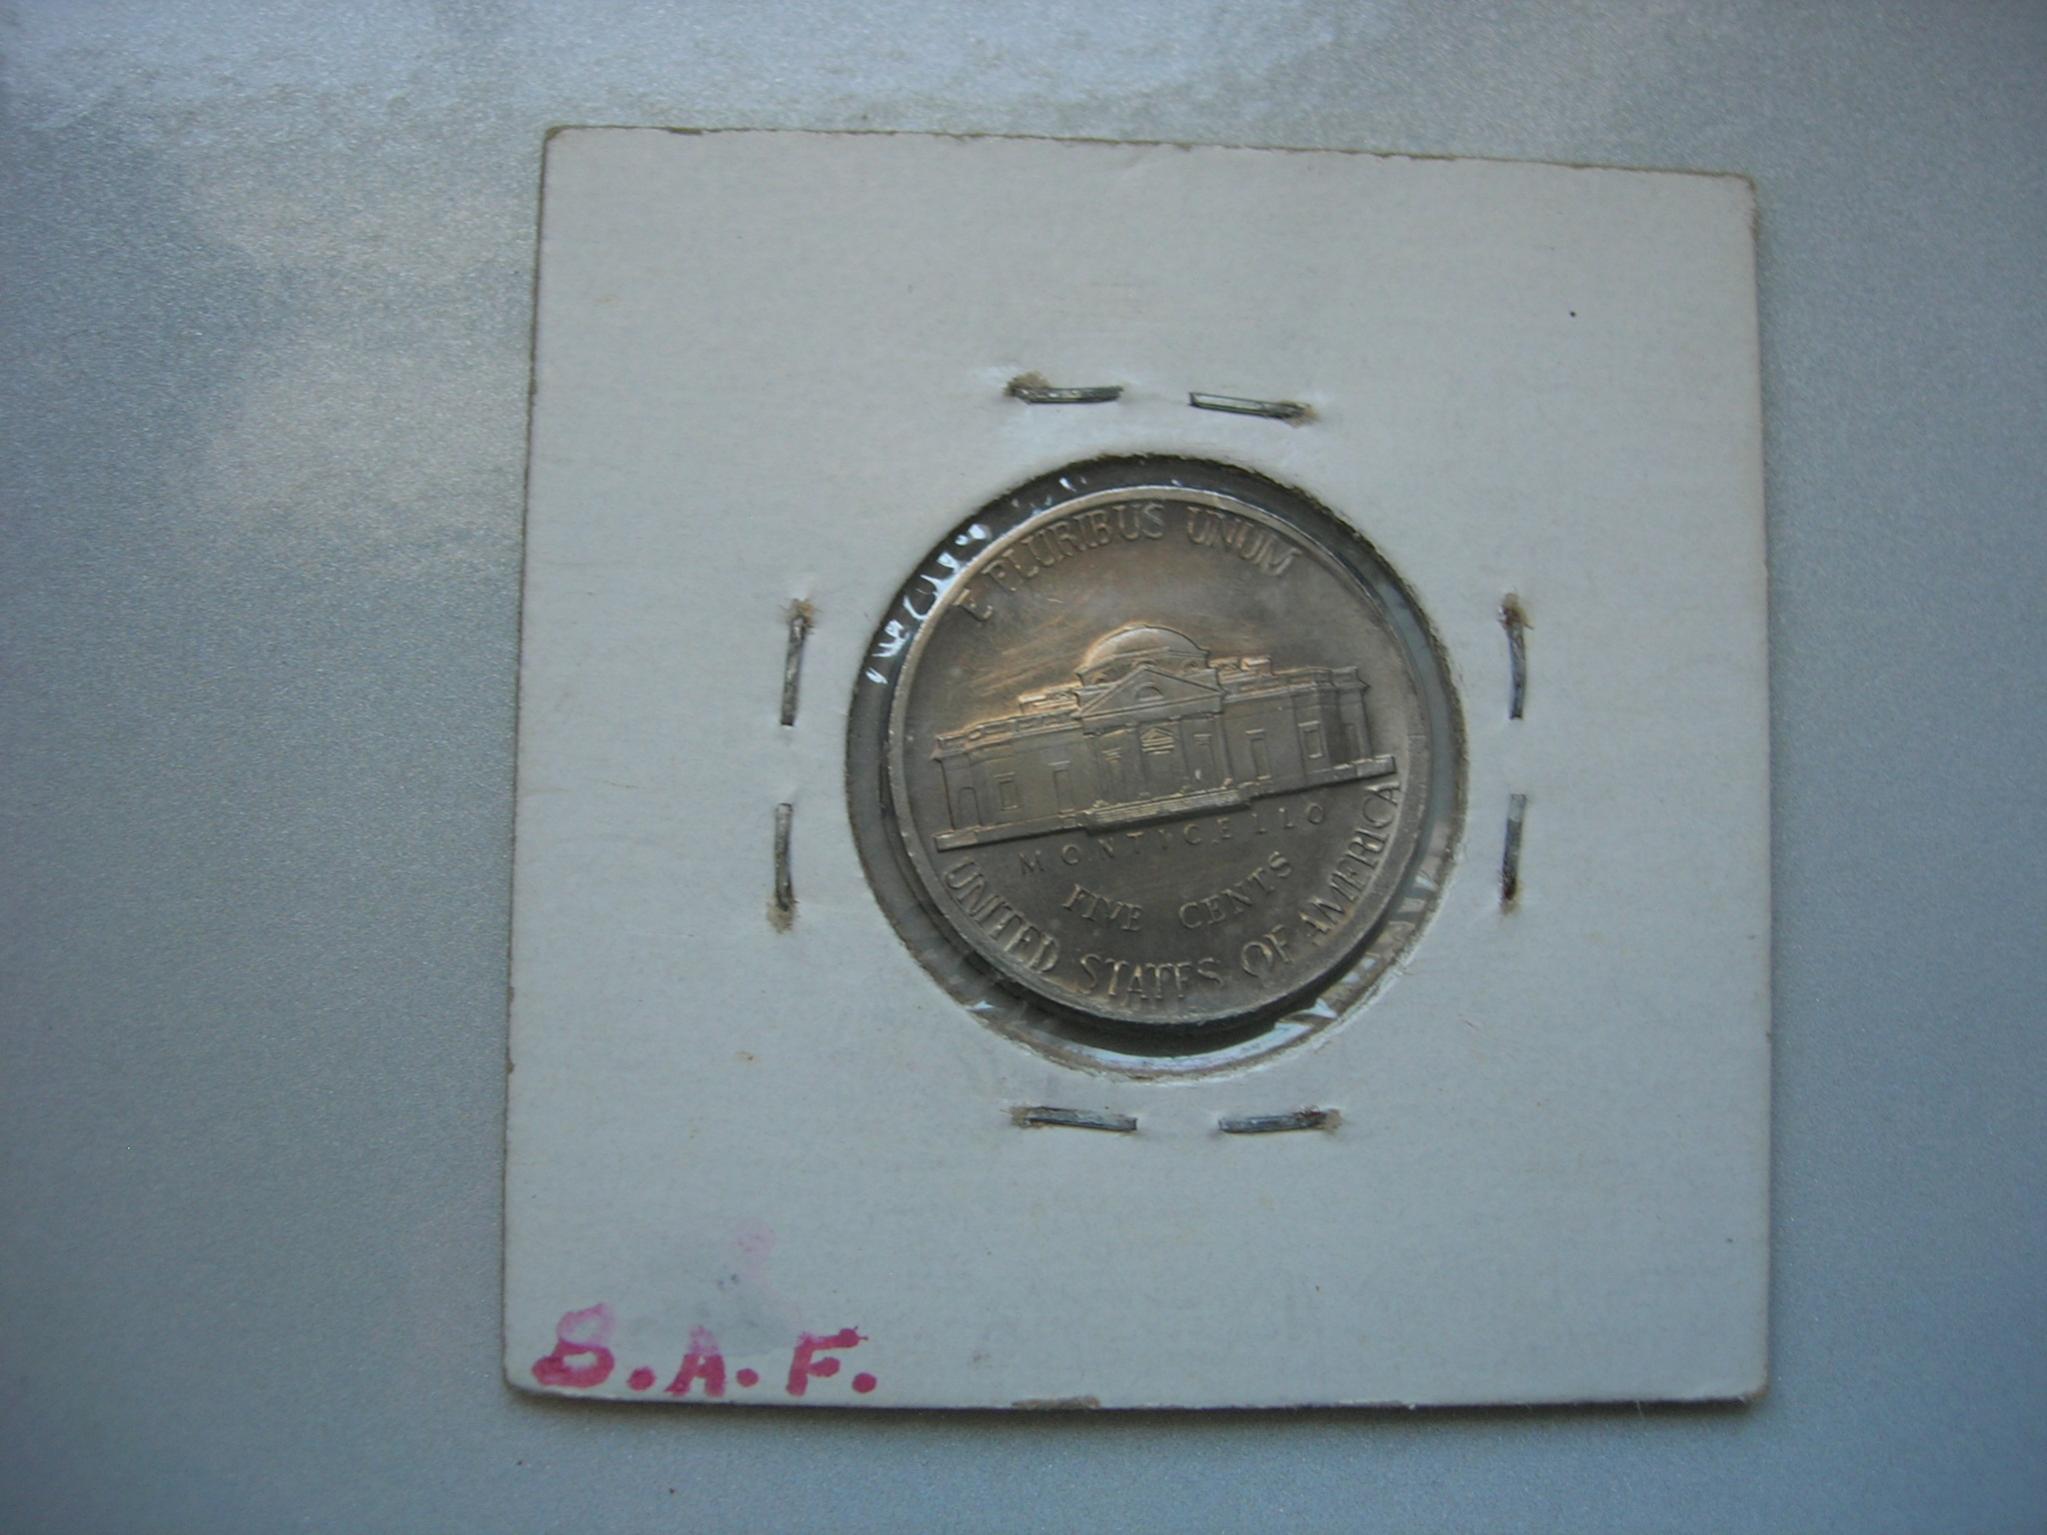 E PLURIBUS UNUM
MONTICELLO
FIVE CENTS
UNITED STATES OF AMERICA
S.A.F.